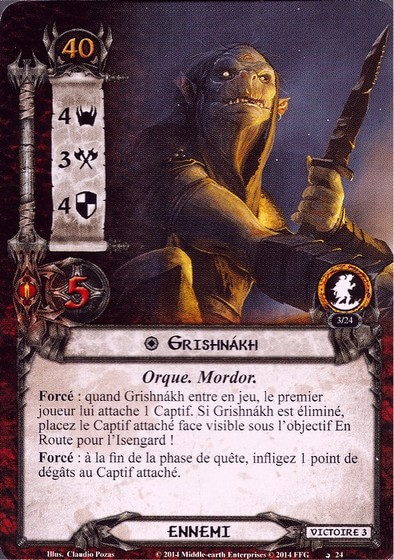 40
4
3
4
5
3/24
GRISHNÁKH
Orque. Mordor.
Forcé : quand Grishnákh entre en jeu, le premier
joueur lui attache 1 Captif. Si Grishnákh est éliminé,
placez le Captif attaché face visible sous l'objectif En
Route pour l'Isengard !
Forcé : à la fin de la phase de quête, infligez 1 point de
dégâts au Captif attaché.
ENNEMI
VICTOIRE 3
Illus. Claudio Pozas © 2014 Middle-earth Enterprises © 2014 FFG 24